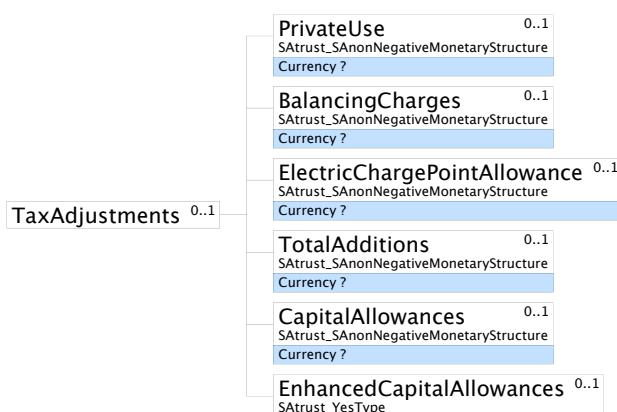 PrivateUse 0..1
SAtrust_SAnonNegativeMonetaryStructure
Currency ?
BalancingCharges 0..1
SAtrust_SAnonNegativeMonetaryStructure
Currency ?
ElectricChargePointAllowance 0..1
SAtrust_SAnonNegativeMonetaryStructure
Currency ?
TaxAdjustments 0..1
TotalAdditions 0..1
SAtrust_SAnonNegativeMonetaryStructure
Currency ?
CapitalAllowances 0..1
SAtrust_SAnonNegativeMonetaryStructure
Currency ?
EnhancedCapitalAllowances 0..1
SAtrust_YesType